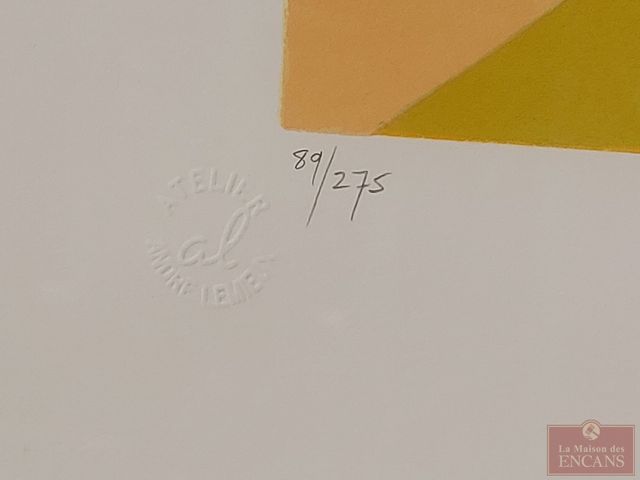 89/275
ATELIER
al
ANDRÉ LEMIEUX
La Maison des
ENCANS